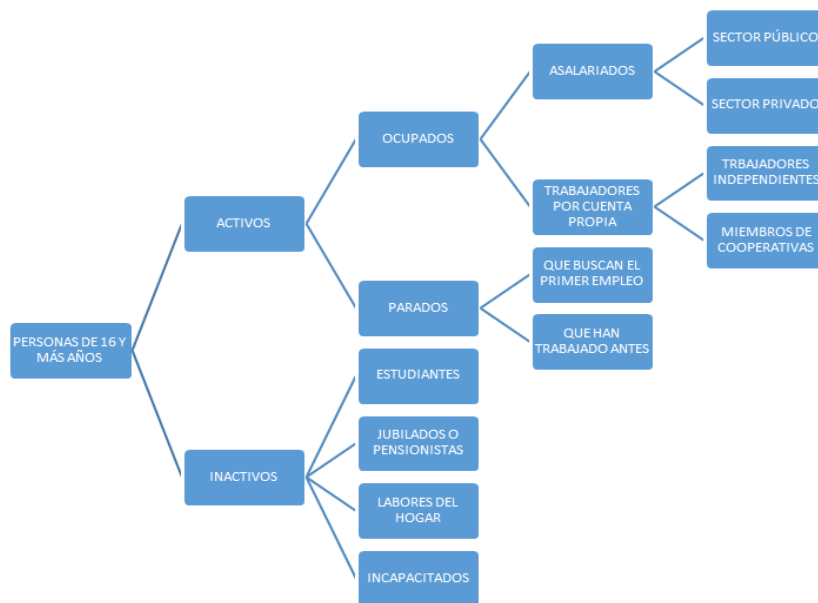 PERSONAS DE 16 Y
MÁS AÑOS
ACTIVOS
OCUPADOS
ASALARIADOS
SECTOR PÚBLICO
SECTOR PRIVADO
TRABAJADORES
POR CUENTA
PROPIA
TRBAJADORES
INDEPENDIENTES
MIEMBROS DE
COOPERATIVAS
PARADOS
QUE BUSCAN EL
PRIMER EMPLEO
QUE HAN
TRABAJADO ANTES
INACTIVOS
ESTUDIANTES
JUBILADOS O
PENSIONISTAS
LABORES DEL
HOGAR
INCAPACITADOS